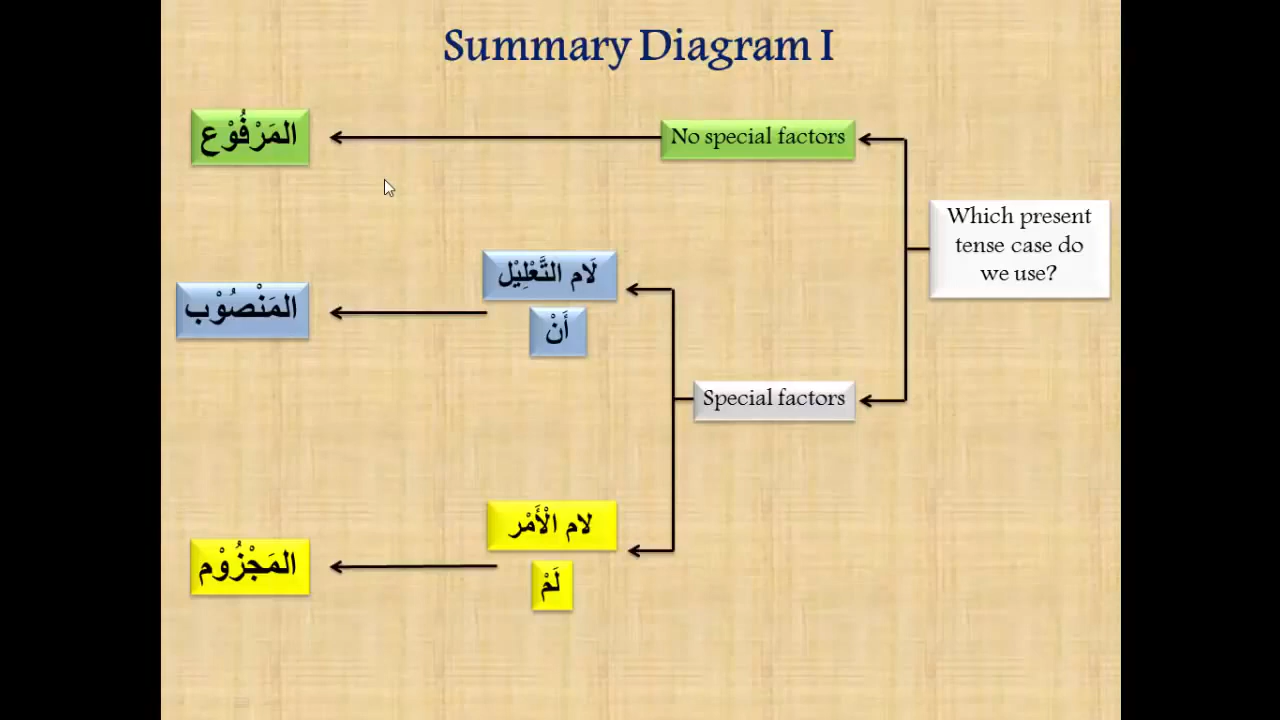 Summary Diagram I
No special factors
المَرْفُوْع
Which present
tense case do
we use?
لَام التَّعْلِيْل
أَنْ
المَنْصُوْب
Special factors
لام الْأَمْر
لَمْ
المَجْزُوْم